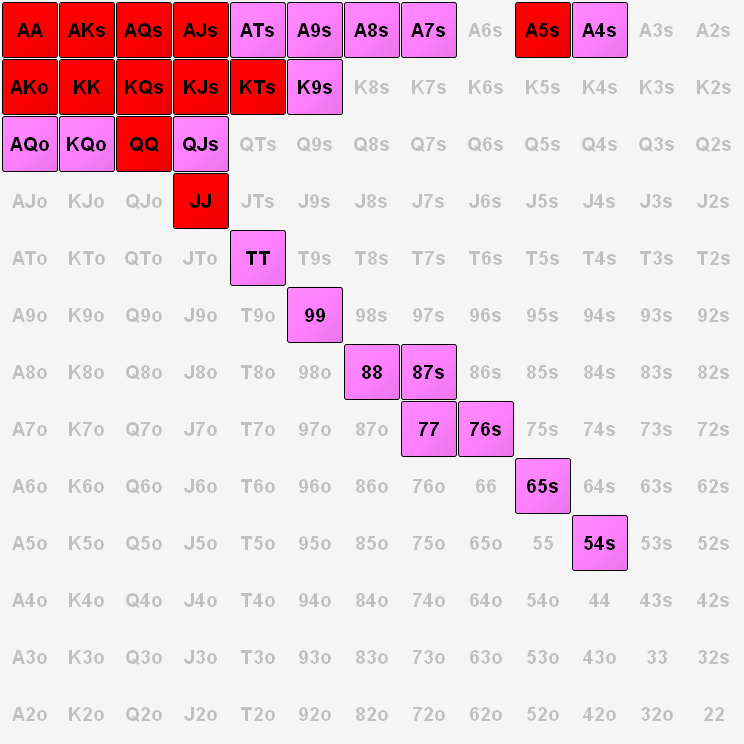 AA AKs AQs AJs ATs A9s A8s A7s A6s A5s A4s A3s A2s
AKo KK KQs KJs KTs K9s K8s K7s K6s K5s K4s K3s K2s
AQo KQo QQ QJs QTs Q9s Q8s Q7s Q6s Q5s Q4s Q3s Q2s
AJo KJo QJo JJ JTs J9s J8s J7s J6s J5s J4s J3s J2s
ATo KTo QTo JTo TT T9s T8s T7s T6s T5s T4s T3s T2s
A9o K9o Q9o J9o T9o 99 98s 97s 96s 95s 94s 93s 92s
A8o K8o Q8o J8o T8o 98o 88 87s 86s 85s 84s 83s 82s
A7o K7o Q7o J7o T7o 97o 87o 77 76s 75s 74s 73s 72s
A6o K6o Q6o J6o T6o 96o 86o 76o 66 65s 64s 63s 62s
A5o K5o Q5o J5o T5o 95o 85o 75o 65o 55 54s 53s 52s
A4o K4o Q4o J4o T4o 94o 84o 74o 64o 54o 44 43s 42s
A3o K3o Q3o J3o T3o 93o 83o 73o 63o 53o 43o 33 32s
A2o K2o Q2o J2o T2o 92o 82o 72o 62o 52o 42o 32o 22